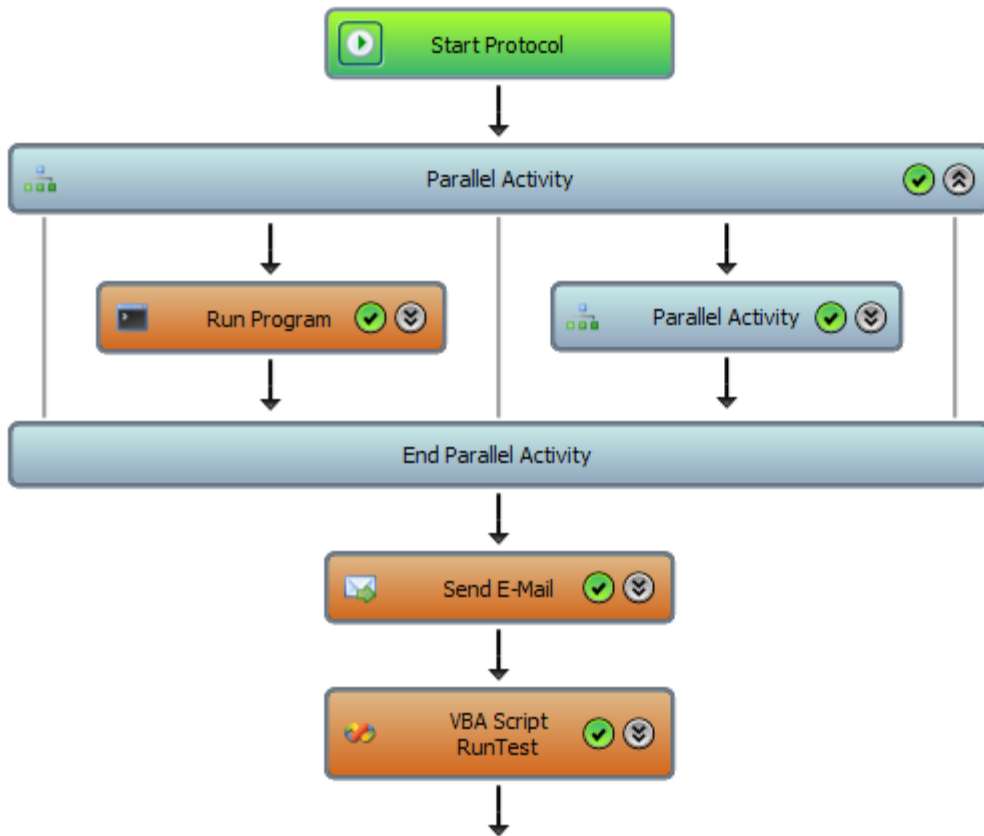 Start Protocol
Parallel Activity
Run Program
Parallel Activity
End Parallel Activity
Send E-Mail
VBA Script
RunTest